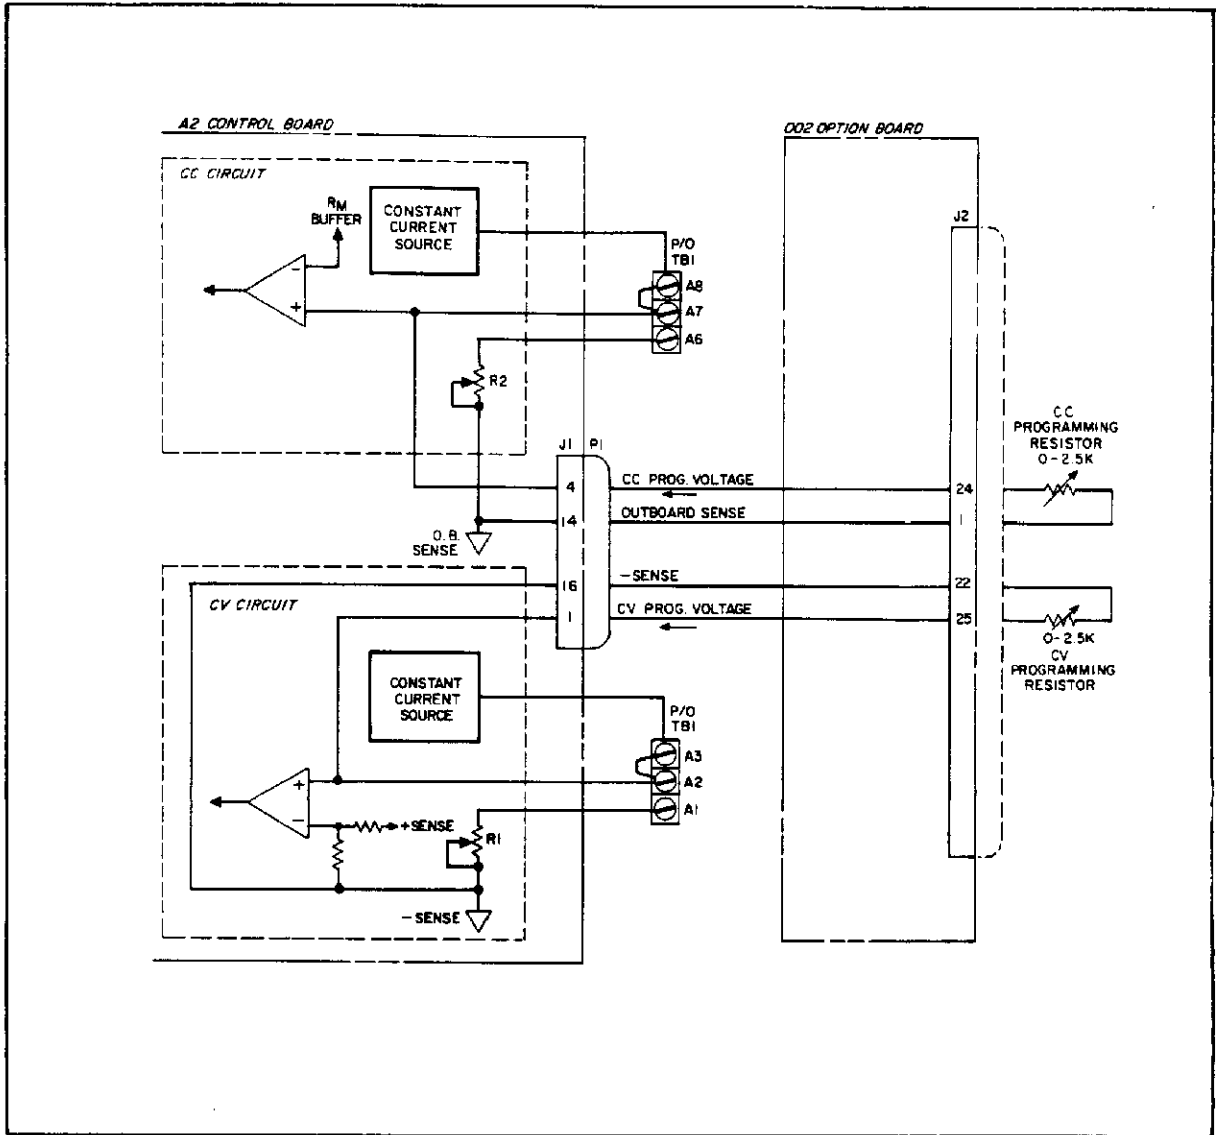 A2 CONTROL BOARD
CC CIRCUIT
RM
BUFFER
CONSTANT
CURRENT
SOURCE
−
+
P/O
TB1
A8
A7
A6
R2
002 OPTION BOARD
J2
J1 P1
4
14
16
1
CC PROG. VOLTAGE
OUTBOARD SENSE
−SENSE
CV PROG. VOLTAGE
24
1
22
25
CC
PROGRAMMING
RESISTOR
0-2.5K
0-2.5K
CV
PROGRAMMING
RESISTOR
O.B.
SENSE
CV CIRCUIT
CONSTANT
CURRENT
SOURCE
P/O
TB1
A3
A2
A1
+
−
+SENSE
R1
−SENSE